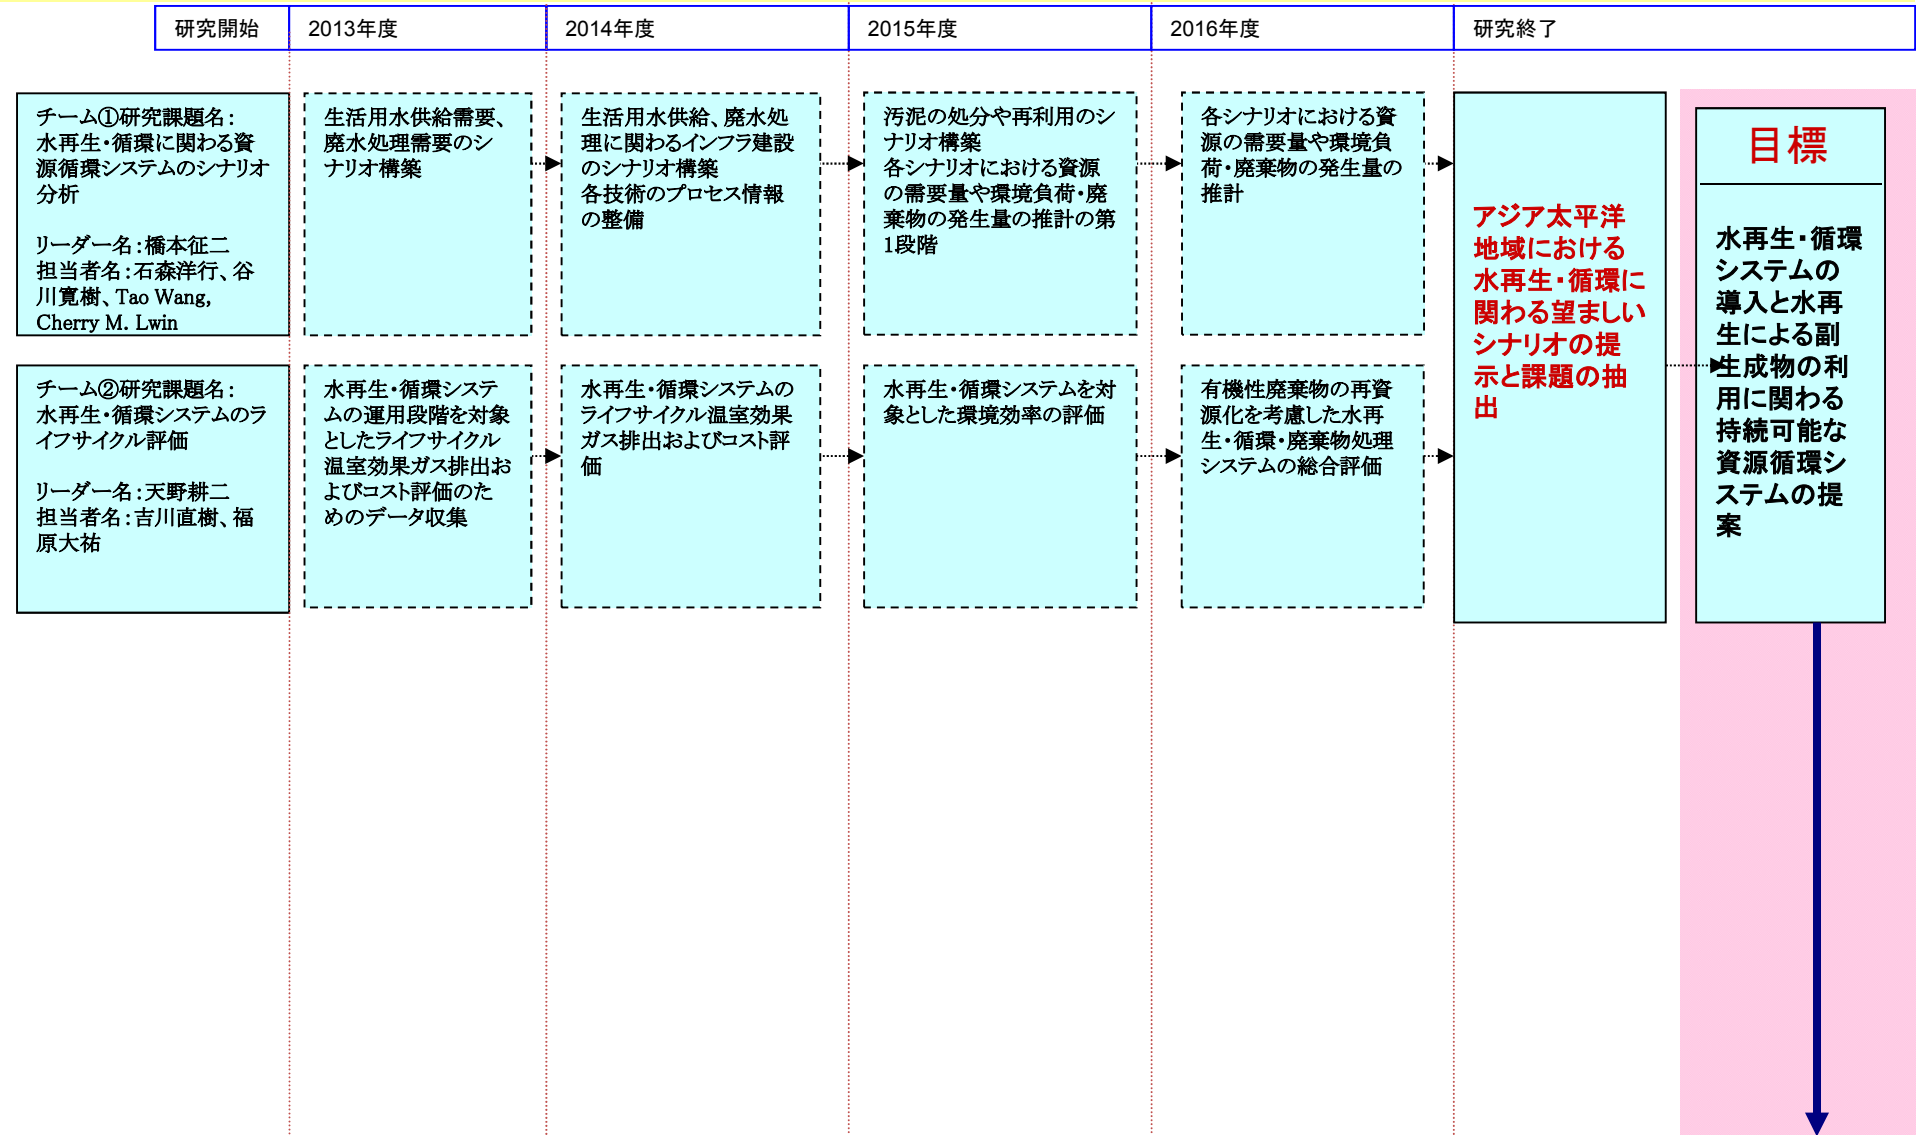 研究開始
2013年度
2014年度
2015年度
2016年度
研究終了
チーム①研究課題名：
水再生・循環に関わる資
源循環システムのシナリオ
分析
リーダー名：橋本征二
担当者名：石森洋行、谷
川寛樹、Tao Wang,
Cherry M. Lwin
生活用水供給需要、
廃水処理需要のシ
ナリオ構築
生活用水供給、廃水処
理に関わるインフラ建設
のシナリオ構築
各技術のプロセス情報
の整備
汚泥の処分や再利用のシ
ナリオ構築
各シナリオにおける資源
の需要量や環境負荷・廃
棄物の発生量の推計の第
1段階
各シナリオにおける資
源の需要量や環境負
荷・廃棄物の発生量の
推計
チーム②研究課題名：
水再生・循環システムのラ
イフサイクル評価
リーダー名：天野耕二
担当者名：吉川直樹、福
原大祐
水再生・循環システ
ムの運用段階を対象
としたライフサイクル
温室効果ガス排出お
よびコスト評価のた
めのデータ収集
水再生・循環システムの
ライフサイクル温室効果
ガス排出およびコスト評
価
水再生・循環システムを対
象とした環境効率の評価
有機性廃棄物の再資
源化を考慮した水再
生・循環・廃棄物処理
システムの総合評価
アジア太平洋
地域における
水再生・循環に
関わる望ましい
シナリオの提
示と課題の抽
出
目標
水再生・循環
システムの
導入と水再
生による副
生成物の利
用に関わる
持続可能な
資源循環シ
ステムの提
案